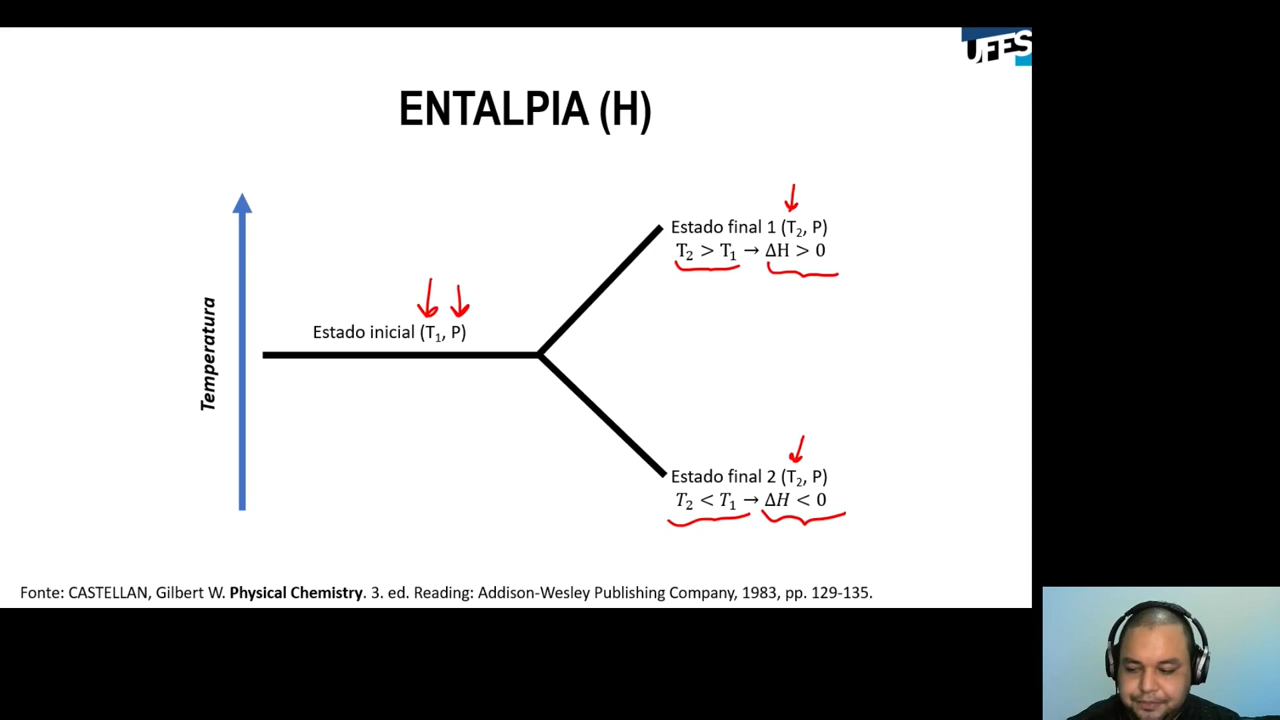 UFES
ENTALPIA (H)
Estado final 1 (T₂, P)
T₂ > T₁ → ΔH > 0
Estado inicial (T₁, P)
Temperatura
Estado final 2 (T₂, P)
T₂ < T₁ → ΔH < 0
Fonte: CASTELLAN, Gilbert W. Physical Chemistry. 3. ed. Reading: Addison-Wesley Publishing Company, 1983, pp. 129-135.